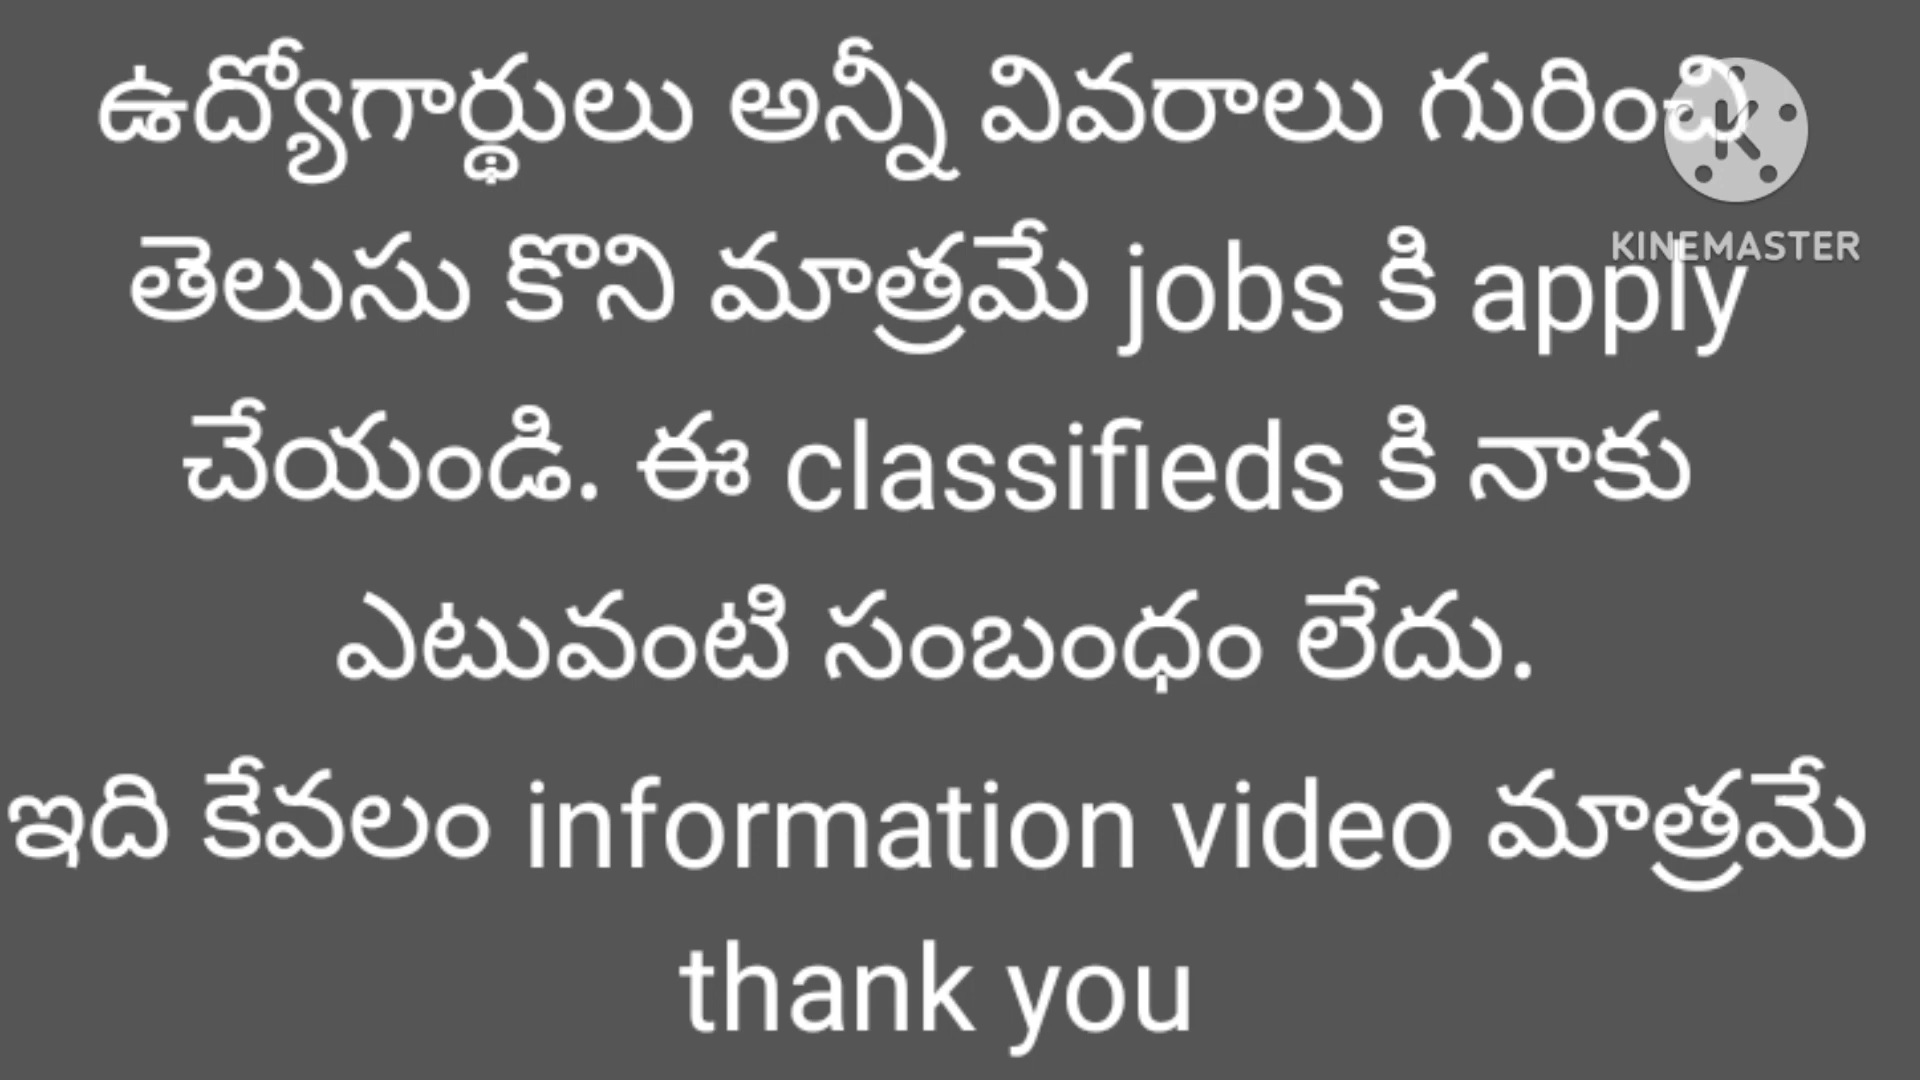 ఉద్యోగార్థులు అన్నీ వివరాలు గురించి
తెలుసు కొని మాత్రమే jobs కి apply
చేయండి. ఈ classifieds కి నాకు
ఎటువంటి సంబంధం లేదు.
ఇది కేవలం information video మాత్రమే
thank you
KINEMASTER